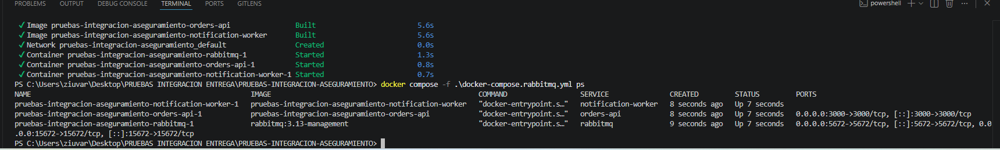 PROBLEMS OUTPUT DEBUG CONSOLE TERMINAL PORTS GITLENS powershell
✓ Image pruebas-integracion-aseguramiento-orders-api Built 5.6s
✓ Image pruebas-integracion-aseguramiento-notification-worker Built 5.6s
✓ Network pruebas-integracion-aseguramiento_default Created 0.0s
✓ Container pruebas-integracion-aseguramiento-rabbitmq-1 Started 1.3s
✓ Container pruebas-integracion-aseguramiento-orders-api-1 Started 0.8s
✓ Container pruebas-integracion-aseguramiento-notification-worker-1 Started 0.7s
PS C:\Users\ziuvar\Desktop\PRUEBAS INTEGRACION ENTREGA\PRUEBAS-INTEGRACION-ASEGURAMIENTO> docker compose -f .\docker-compose.rabbitmq.yml ps
NAME IMAGE COMMAND SERVICE CREATED STATUS PORTS
pruebas-integracion-aseguramiento-notification-worker-1 pruebas-integracion-aseguramiento-notification-worker "docker-entrypoint.s…" notification-worker 8 seconds ago Up 7 seconds
pruebas-integracion-aseguramiento-orders-api-1 pruebas-integracion-aseguramiento-orders-api "docker-entrypoint.s…" orders-api 8 seconds ago Up 7 seconds 0.0.0.0:3000->3000/tcp, [::]:3000->3000/tcp
pruebas-integracion-aseguramiento-rabbitmq-1 rabbitmq:3.13-management "docker-entrypoint.s…" rabbitmq 9 seconds ago Up 7 seconds 0.0.0.0:5672->5672/tcp, [::]:5672->5672/tcp, 0.0
.0.0:15672->15672/tcp, [::]:15672->15672/tcp
PS C:\Users\ziuvar\Desktop\PRUEBAS INTEGRACION ENTREGA\PRUEBAS-INTEGRACION-ASEGURAMIENTO>